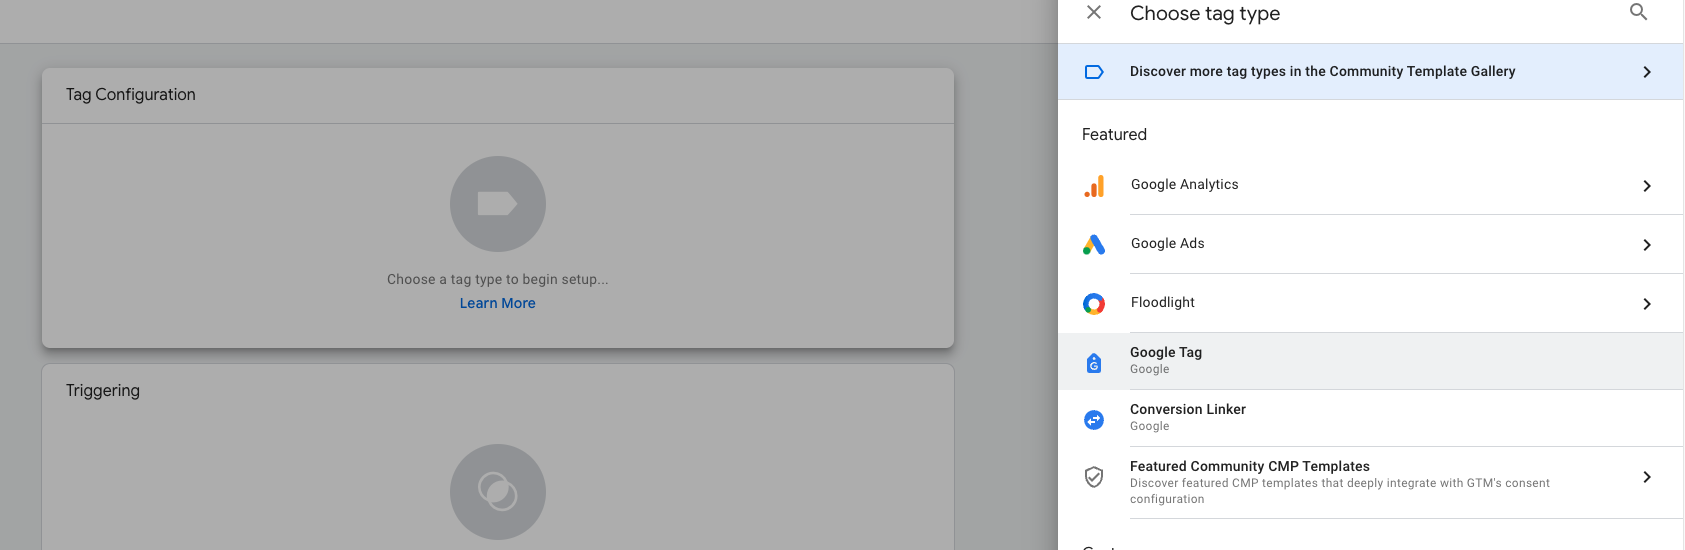 Choose tag type
Discover more tag types in the Community Template Gallery
Tag Configuration
Choose a tag type to begin setup...
Learn More
Triggering
Featured
Google Analytics
Google Ads
Floodlight
Google Tag
Google
Conversion Linker
Google
Featured Community CMP Templates
Discover featured CMP templates that deeply integrate with GTM's consent
configuration